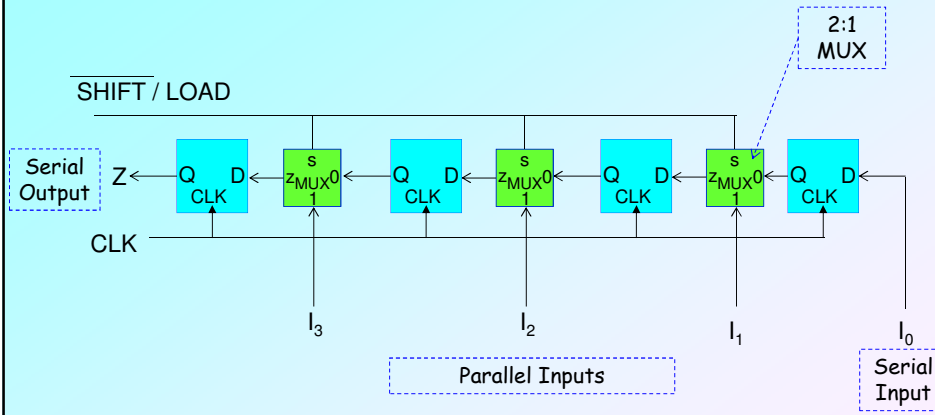 2:1
MUX
S̅H̅I̅F̅T̅ / LOAD
s s s
Serial
Output
Z Q D z MUX 0 Q D z MUX 0 Q D z MUX 0 Q D
CLK 1 CLK 1 CLK 1 CLK
CLK
I₃ I₂ I₁ I₀
Parallel Inputs
Serial
Input